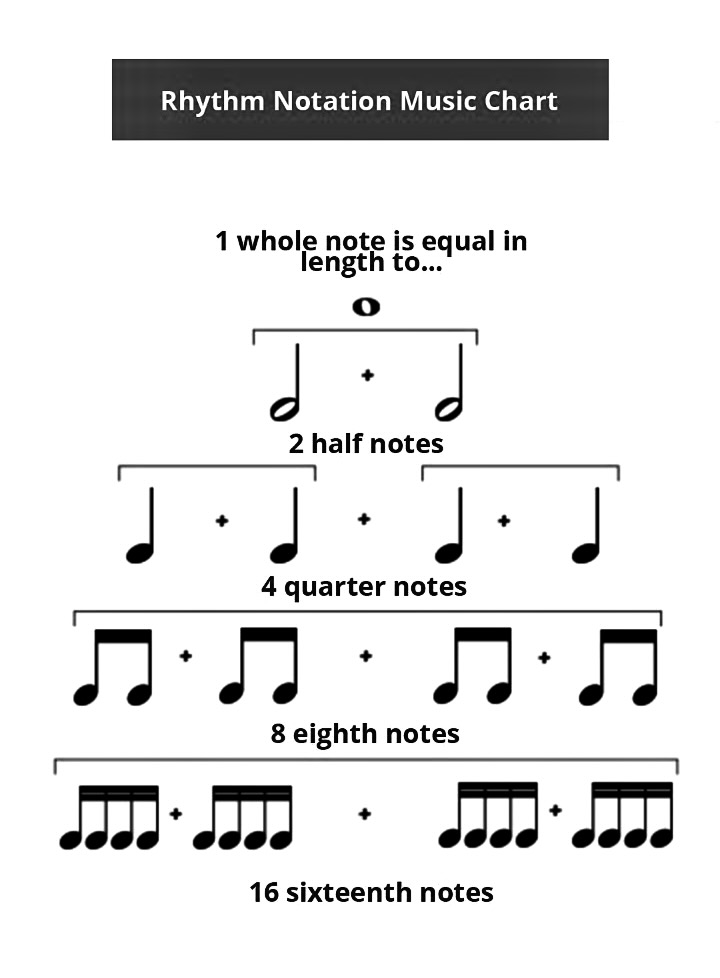 Rhythm Notation Music Chart
1 whole note is equal in
length to...
+
2 half notes
+ + +
4 quarter notes
+ + +
8 eighth notes
+ + +
16 sixteenth notes